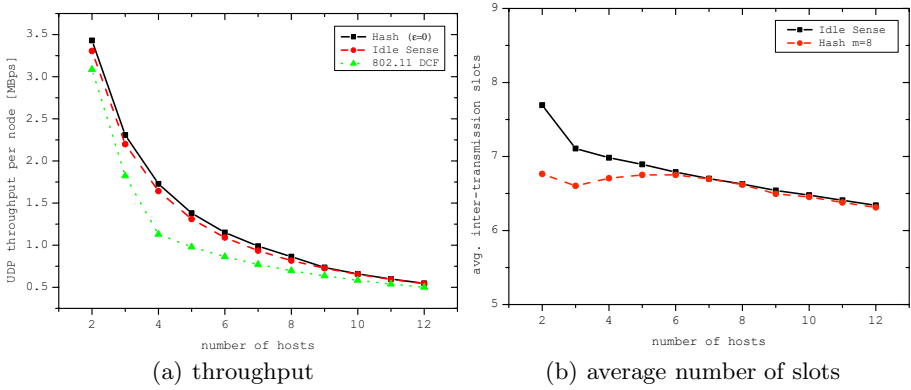 3.5
3.0
2.5
2.0
1.5
1.0
0.5
UDP throughput per node [MBps]
Hash (ε=0)
Idle Sense
802.11 DCF
2 4 6 8 10 12
number of hosts
(a) throughput
9
8
7
6
5
avg. inter-transmission slots
Idle Sense
Hash m=8
2 4 6 8 10 12
number of hosts
(b) average number of slots